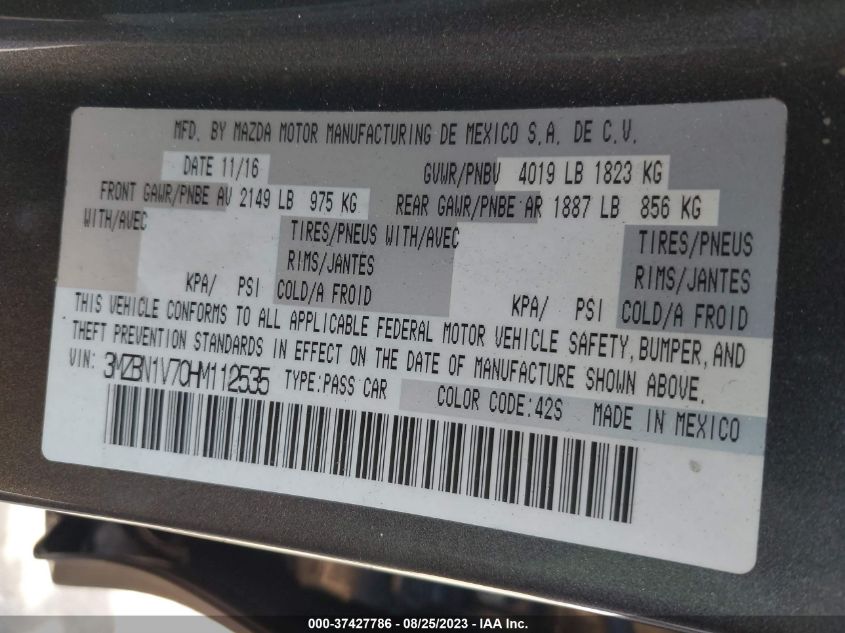 MFD. BY MAZDA MOTOR MANUFACTURING DE MEXICO S.A. DE C.V.
DATE 11/16 GVWR/PNBV 4019 LB 1823 KG
FRONT GAWR/PNBE AV 2149 LB 975 KG REAR GAWR/PNBE AR 1887 LB 856 KG
WITH/AVEC TIRES/PNEUS WITH/AVEC TIRES/PNEUS
RIMS/JANTES RIMS/JANTES
KPA/ PSI COLD/A FROID KPA/ PSI COLD/A FROID
THIS VEHICLE CONFORMS TO ALL APPLICABLE FEDERAL MOTOR VEHICLE SAFETY, BUMPER, AND
THEFT PREVENTION STANDARDS IN EFFECT ON THE DATE OF MANUFACTURE SHOWN ABOVE.
VIN: 3MZBN1V70HM112535 TYPE:PASS CAR COLOR CODE:42S MADE IN MEXICO
000-37427786 / 08/25/2023 - IAA Inc.